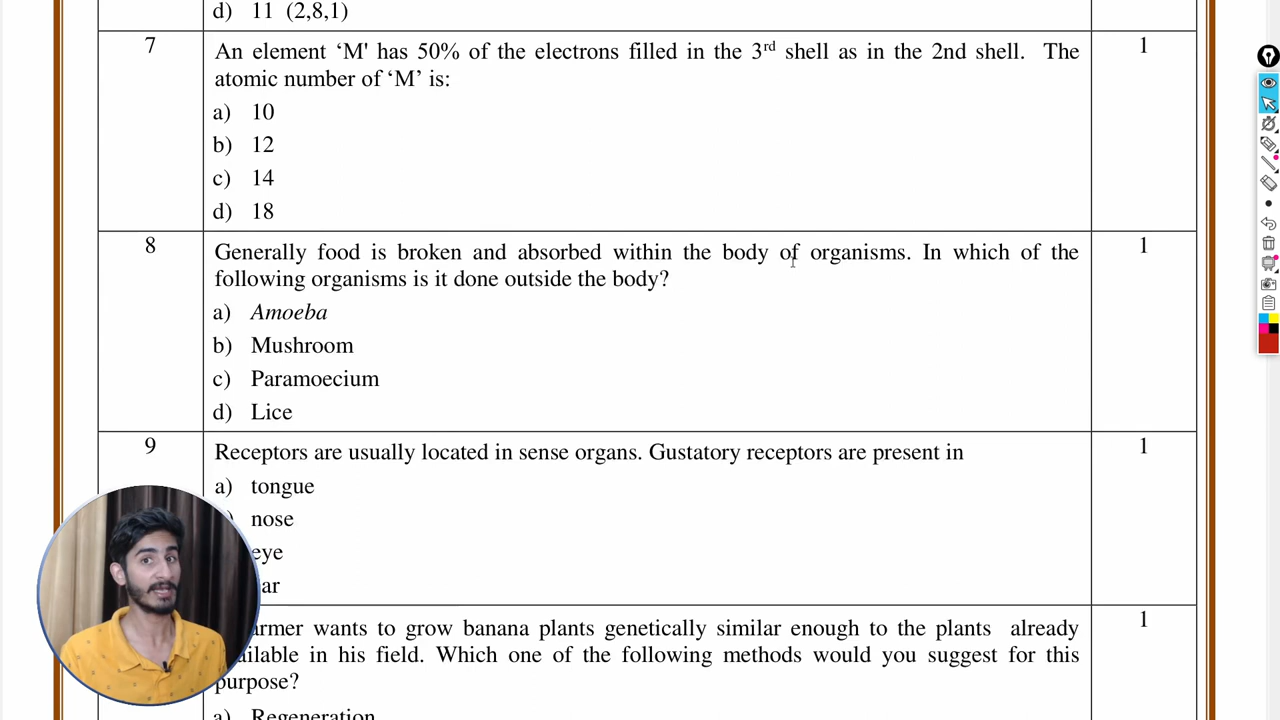 d) 11 (2,8,1)
7
An element ‘M' has 50% of the electrons filled in the 3rd shell as in the 2nd shell. The 1
atomic number of ‘M’ is:
a) 10
b) 12
c) 14
d) 18
8
Generally food is broken and absorbed within the body of organisms. In which of the 1
following organisms is it done outside the body?
a) Amoeba
b) Mushroom
c) Paramoecium
d) Lice
9
Receptors are usually located in sense organs. Gustatory receptors are present in 1
a) tongue
nose
eye
wants to grow banana plants genetically similar enough to the plants already 1
in his field. Which one of the following methods would you suggest for this
purpose?
a) Regeneration